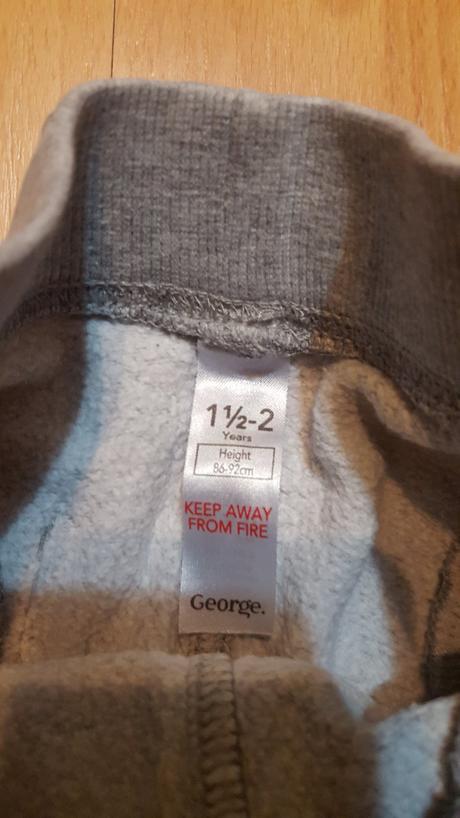 1½-2
Years
Height
86-92cm
KEEP AWAY
FROM FIRE
George.